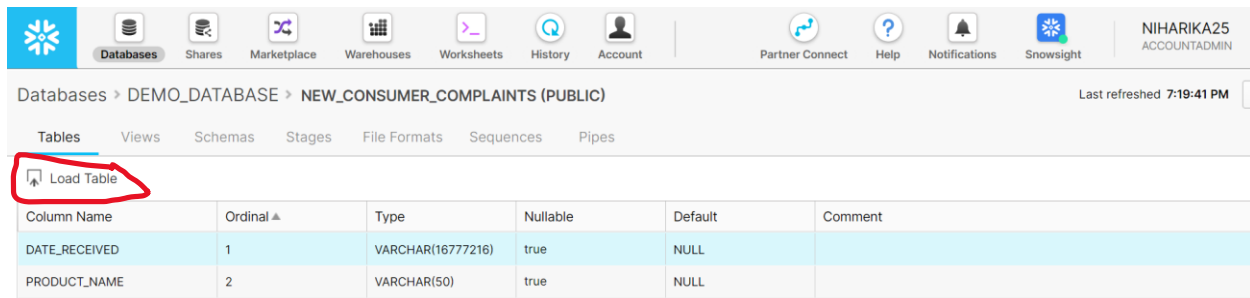 Databases Shares Marketplace Warehouses Worksheets History Account Partner Connect Help Notifications Snowsight NIHARIKA25
ACCOUNTADMIN
Databases > DEMO_DATABASE > NEW_CONSUMER_COMPLAINTS (PUBLIC) Last refreshed 7:19:41 PM
Tables Views Schemas Stages File Formats Sequences Pipes
Load Table
Column Name Ordinal Type Nullable Default Comment
DATE_RECEIVED 1 VARCHAR(16777216) true NULL
PRODUCT_NAME 2 VARCHAR(50) true NULL